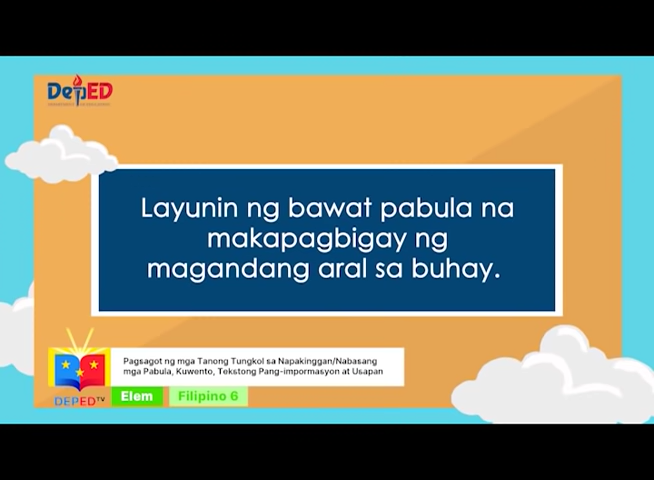 DepED
Layunin ng bawat pabula na
makapagbigay ng
magandang aral sa buhay.
Pagsagot ng mga Tanong Tungkol sa Napakinggan/Nabasang
mga Pabula, Kuwento, Tekstong Pang-impormasyon at Usapan
DEPED TV
Elem Filipino 6